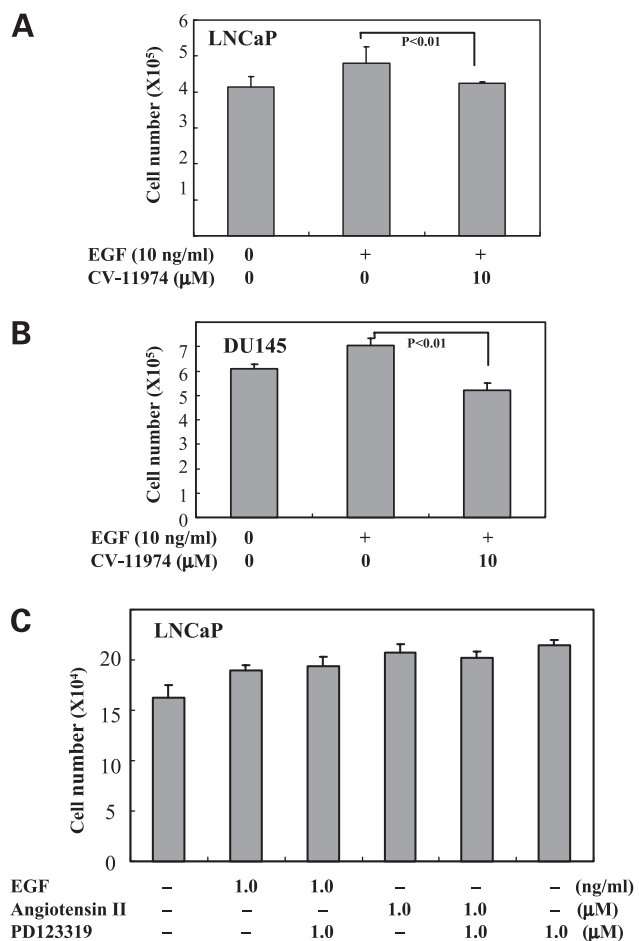 A
LNCaP
P<0.01
Cell number (X10⁵)
6
5
4
3
2
1
EGF (10 ng/ml) 0 + +
CV-11974 (μM) 0 0 10
B
DU145
P<0.01
Cell number (X10⁵)
7
6
5
4
3
2
1
0
EGF (10 ng/ml) 0 + +
CV-11974 (μM) 0 0 10
C
LNCaP
Cell number (X10⁴)
20
15
10
5
0
EGF – 1.0 1.0 – – – (ng/ml)
Angiotensin II – – – 1.0 1.0 – (μM)
PD123319 – – 1.0 – 1.0 1.0 (μM)